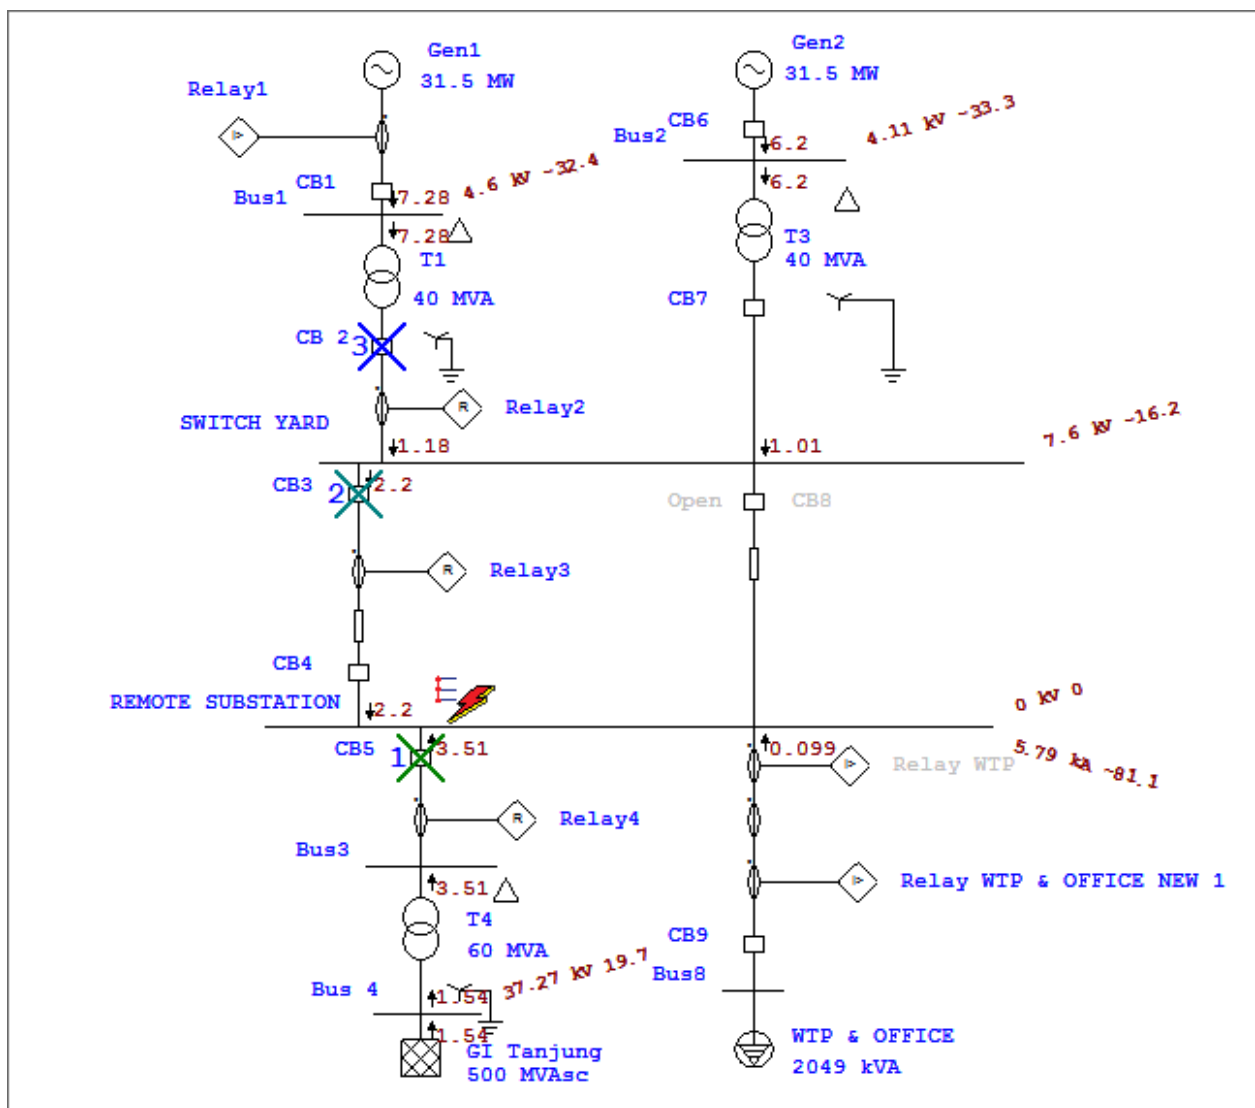 Gen1
31.5 MW
Gen2
31.5 MW
Relay1
I>
CB6
Bus2
6.2
6.2
4.11 kV -33.3
CB1
Bus1
7.28
7.28
4.6 kV -32.4
T1
40 MVA
T3
40 MVA
CB7
CB 2
3
R
Relay2
SWITCH YARD
1.18
1.01
7.6 kV -16.2
CB3
2
2.2
Open
CB8
R
Relay3
CB4
REMOTE SUBSTATION
2.2
0 kV 0
CB5
1
3.51
0.099
5.79 kA -81.1
I>
Relay WTP
R
Relay4
Bus3
3.51
I>
Relay WTP & OFFICE NEW 1
T4
60 MVA
CB9
Bus8
Bus 4
1.54
37.27 kV 19.7
1.54
GI Tanjung
500 MVAsc
WTP & OFFICE
2049 kVA